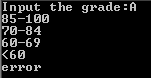 Input the grade:A
85-100
70-84
60-69
<60
error